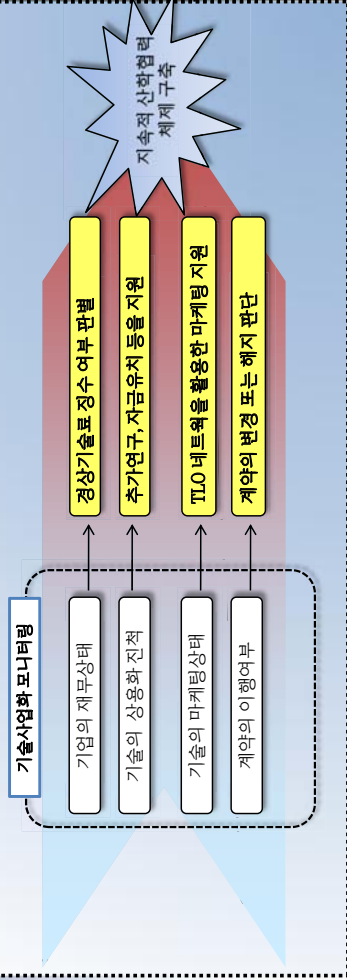 기술사업화 모니터링
기업의 재무상태
경상기술료 징수 여부 판별
기술의 상용화 진척
추가연구, 자금유치 등을 지원
기술의 마케팅상태
TLO 네트웍을 활용한 마케팅 지원
계약의 이행여부
계약의 변경 또는 해지 판단
지속적 산학협력
체제 구축